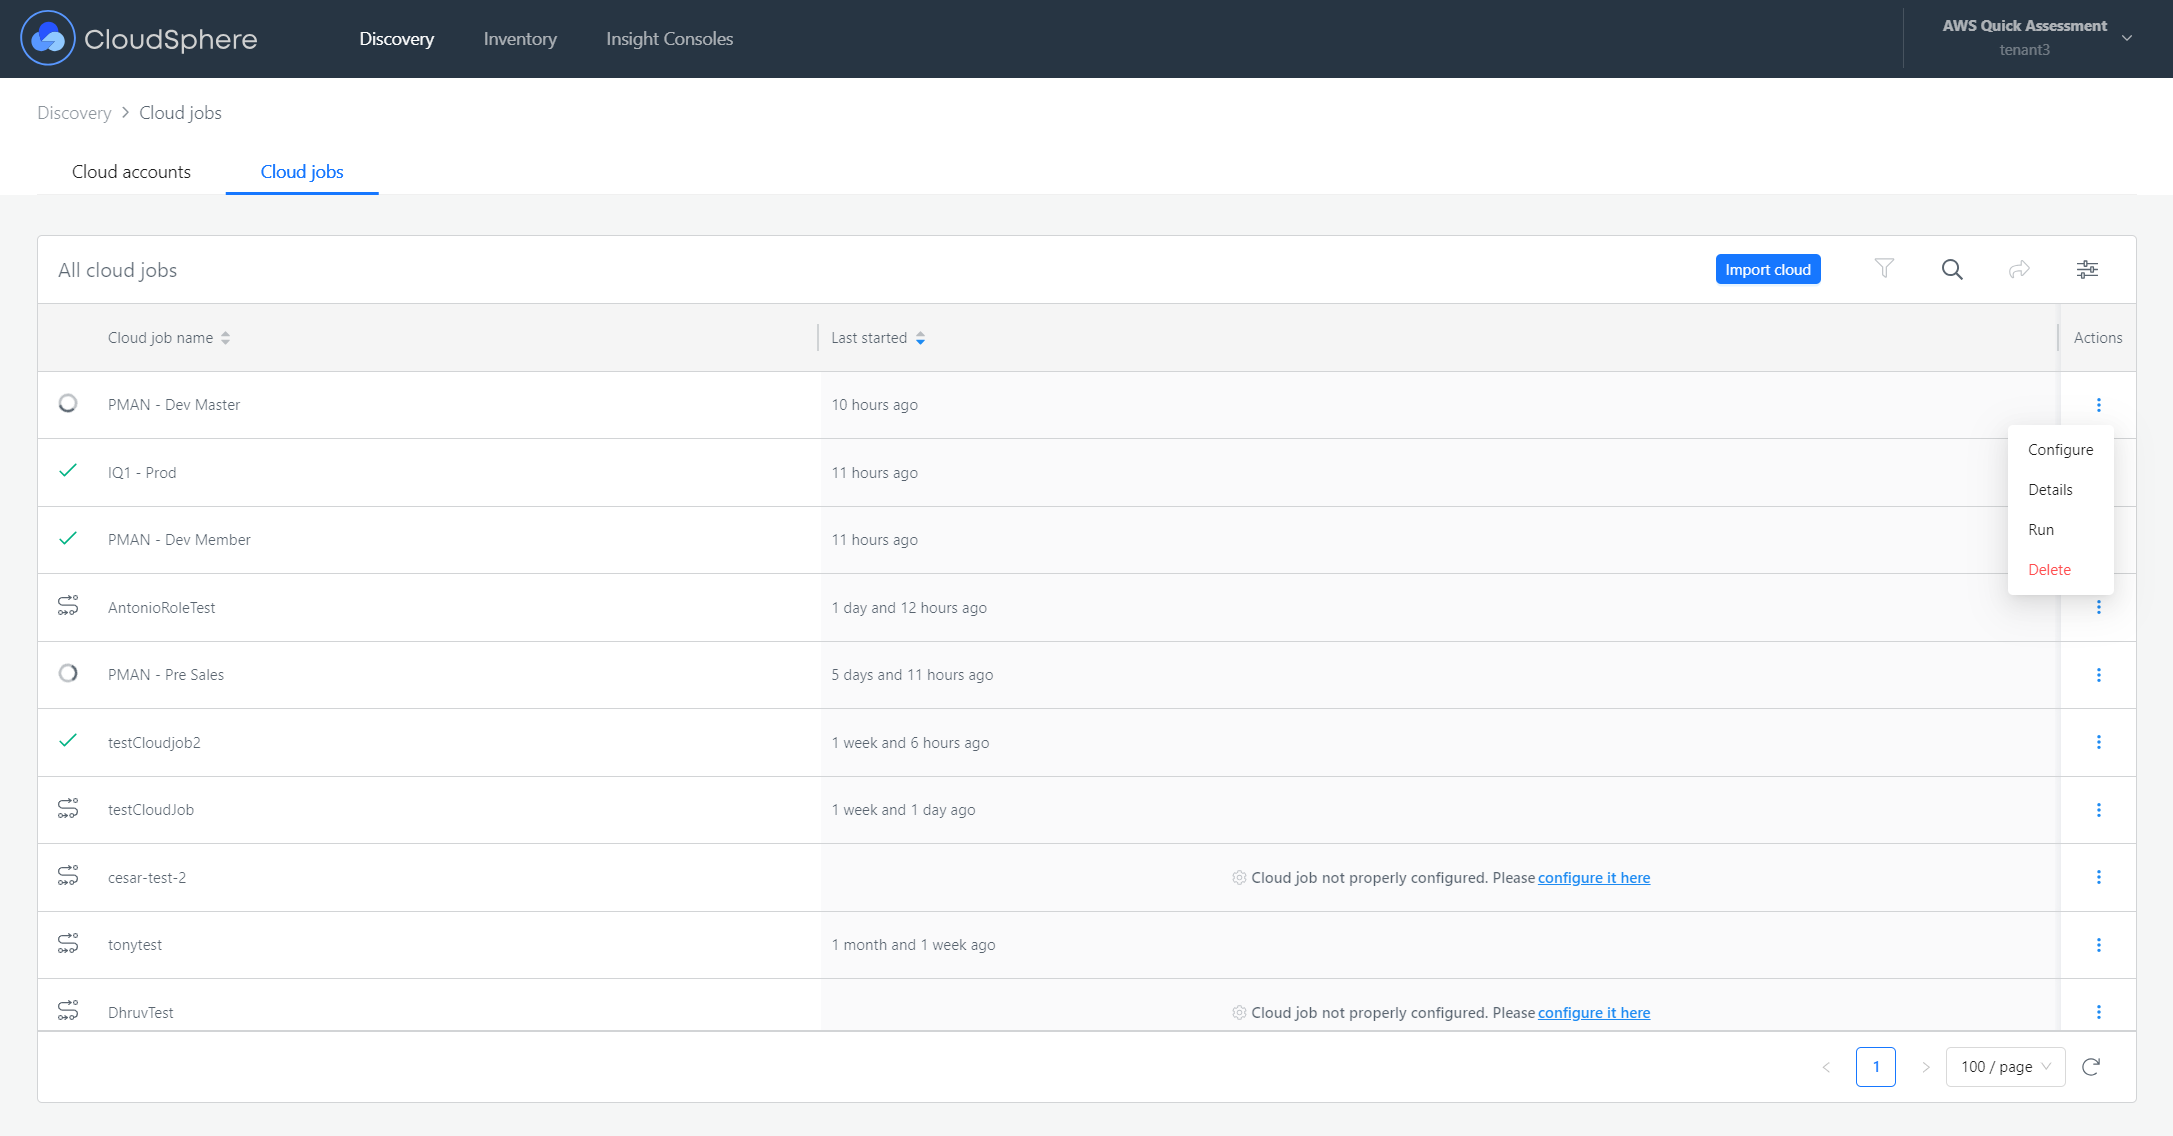 CloudSphere
Discovery
Inventory
Insight Consoles
AWS Quick Assessment
tenant3
Discovery > Cloud jobs
Cloud accounts
Cloud jobs
All cloud jobs
Import cloud
Cloud job name
Last started
Actions
PMAN - Dev Master
10 hours ago
Configure
Details
Run
Delete
IQ1 - Prod
11 hours ago
PMAN - Dev Member
11 hours ago
AntonioRoleTest
1 day and 12 hours ago
PMAN - Pre Sales
5 days and 11 hours ago
testCloudjob2
1 week and 6 hours ago
testCloudJob
1 week and 1 day ago
cesar-test-2
Cloud job not properly configured. Please configure it here
tonytest
1 month and 1 week ago
DhruvTest
Cloud job not properly configured. Please configure it here
< 1 > 100 / page